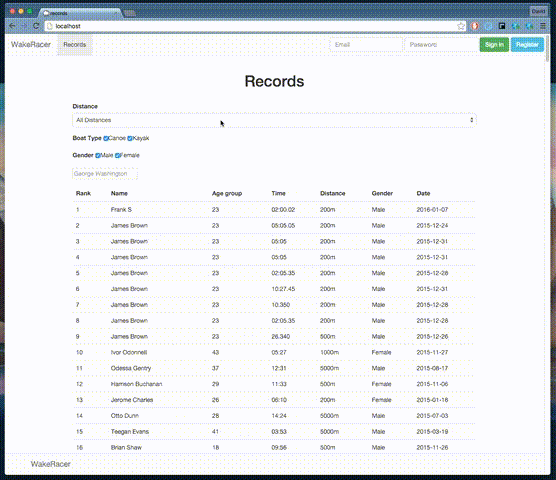 records
David
localhost
WakeRacer Records Email Password Sign in Register
Records
Distance
All Distances
Boat Type Canoe Kayak
Gender Male Female
George Washington
Rank Name Age group Time Distance Gender Date
1 Frank S 23 02:00.02 200m Male 2016-01-07
2 James Brown 23 05:05.05 200m Male 2015-12-24
3 James Brown 23 05:05 200m Male 2015-12-31
4 James Brown 23 05:05 200m Male 2015-12-31
5 James Brown 23 02:05.35 200m Male 2015-12-28
6 James Brown 23 10:27.45 200m Male 2015-12-31
7 James Brown 23 10.350 200m Male 2015-12-28
8 James Brown 23 02:05.35 200m Male 2015-12-28
9 James Brown 23 26.340 500m Male 2015-12-26
10 Ivor Odonnell 43 05:27 1000m Female 2015-11-27
11 Odessa Gentry 37 12:31 5000m Male 2015-08-17
12 Harrison Buchanan 29 11:33 500m Female 2015-11-06
13 Jerome Charles 26 06:10 200m Female 2015-01-18
14 Otto Dunn 28 14:24 5000m Male 2015-07-03
15 Teegan Evans 41 03:53 5000m Male 2015-03-19
16 Brian Shaw 18 09:56 500m Male 2015-11-26
WakeRacer